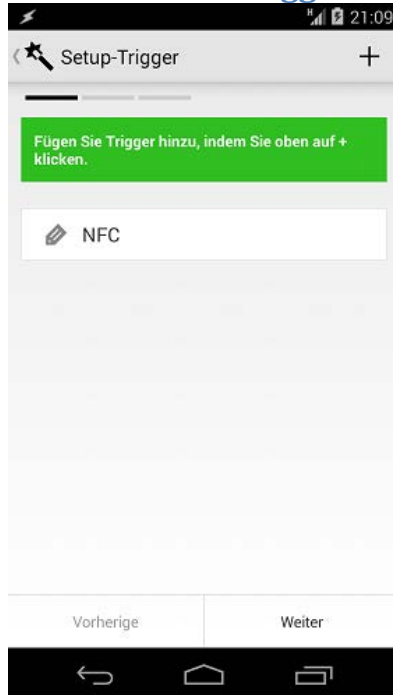 H 21:09
Setup-Trigger
Fügen Sie Trigger hinzu, indem Sie oben auf +
klicken.
NFC
Vorherige
Weiter